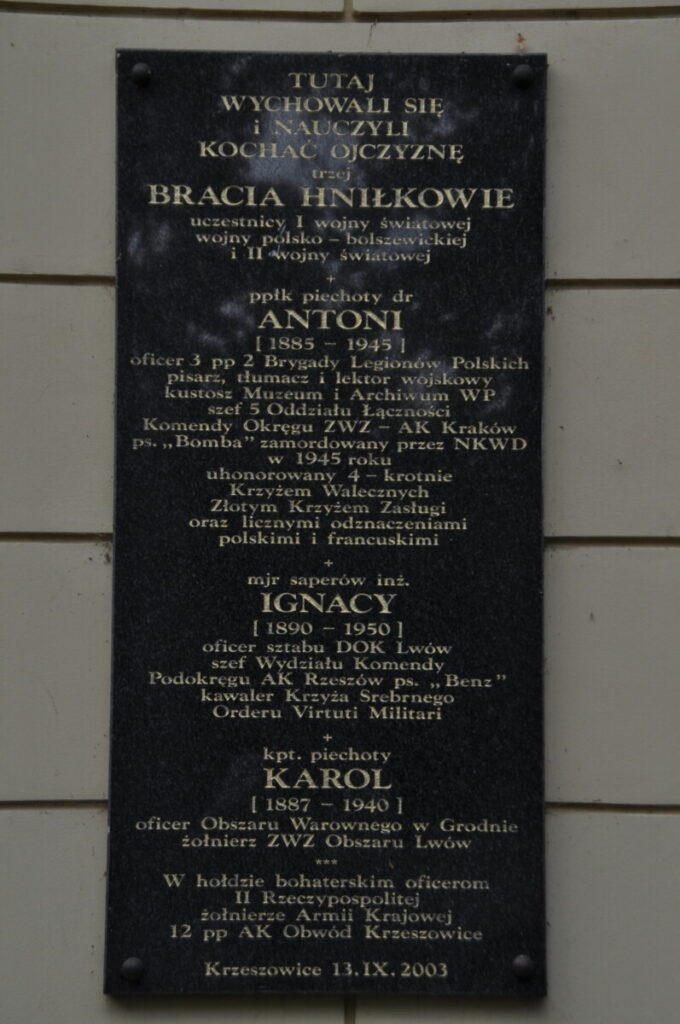 TUTAJ
WYCHOWALI SIĘ
i NAUCZYLI
KOCHAĆ OJCZYZNĘ
trzej
BRACIA HNIŁKOWIE
uczestnicy I wojny światowej
wojny polsko – bolszewickiej
i II wojny światowej
+
ppłk piechoty dr
ANTONI
[ 1885 – 1945 ]
oficer 3 pp 2 Brygady Legionów Polskich
pisarz, tłumacz i lektor wojskowy
kustosz Muzeum i Archiwum WP
szef 5 Oddziału Łączności
Komendy Okręgu ZWZ – AK Kraków
ps. „Bomba” zamordowany przez NKWD
w 1945 roku
uhonorowany 4 – krotnie
Krzyżem Walecznych
Złotym Krzyżem Zasługi
oraz licznymi odznaczeniami
polskimi i francuskimi
+
mjr saperów inż.
IGNACY
[ 1890 – 1950 ]
oficer sztabu DOK Lwów
szef Wydziału Komendy
Podokręgu AK Rzeszów ps. „Benz”
kawaler Krzyża Srebrnego
Orderu Virtuti Militari
+
kpt. piechoty
KAROL
[ 1887 – 1940 ]
oficer Obszaru Warownego w Grodnie
żołnierz ZWZ Obszaru Lwów
***
W hołdzie bohaterskim oficerom
II Rzeczypospolitej
żołnierze Armii Krajowej
12 pp AK Obwód Krzeszowice
Krzeszowice 13.IX.2003